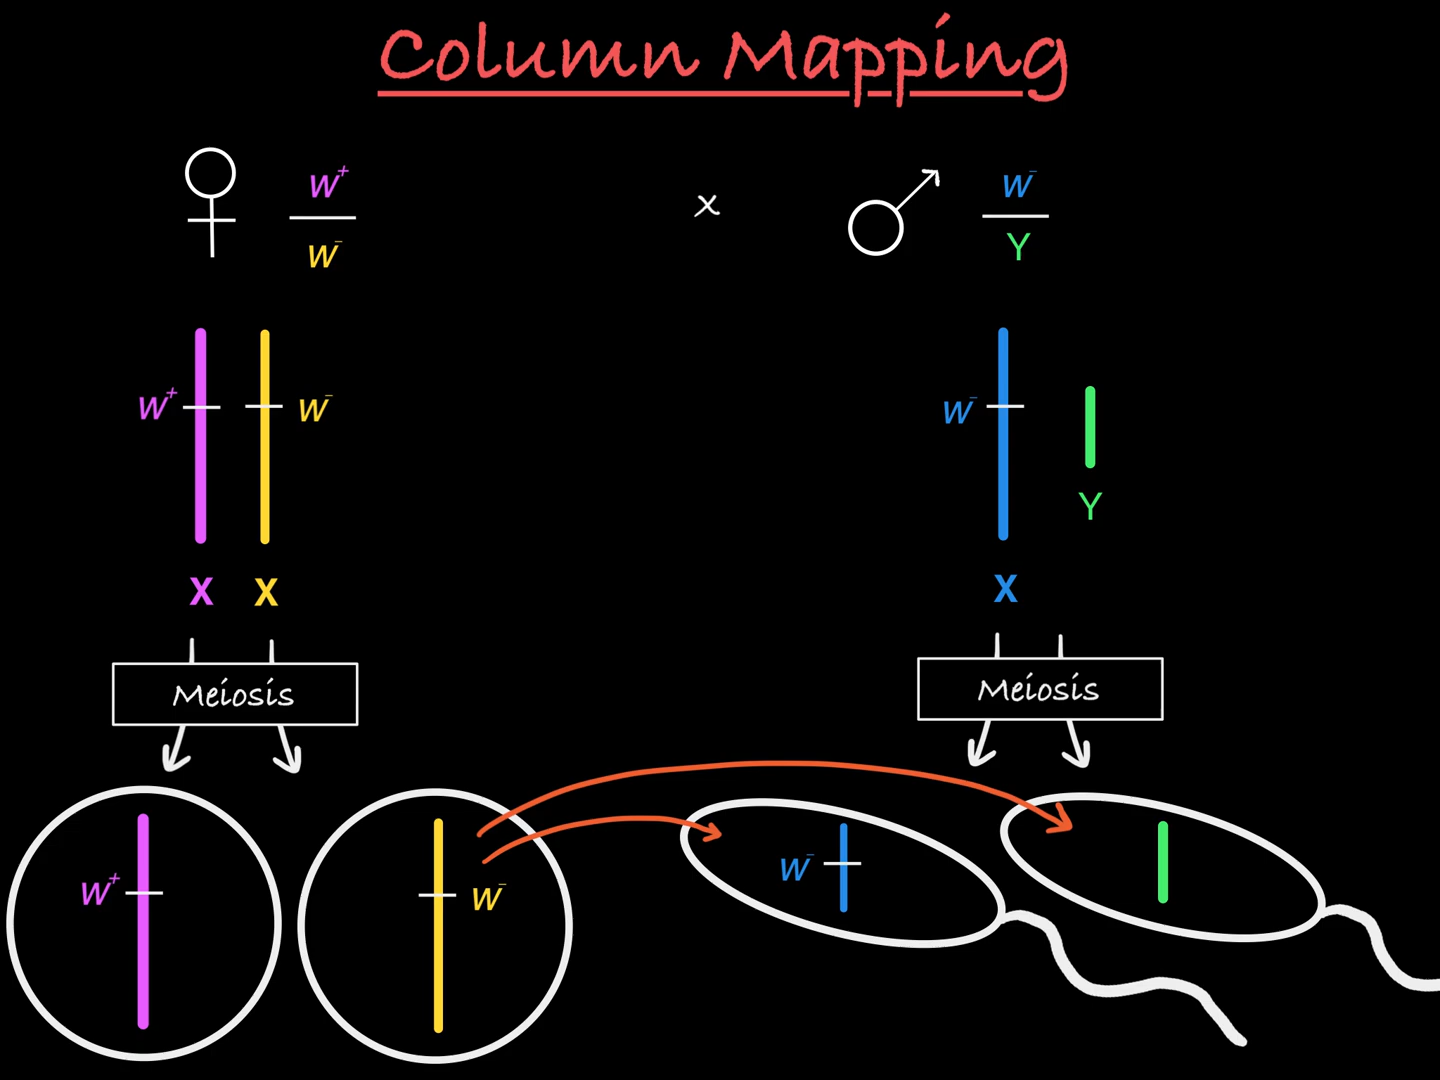 Column Mapping
W⁺
W⁻
x
W⁻
Y
W⁺
W⁻
W⁻
Y
X X
X
Meiosis
Meiosis
W⁺
W⁻
W⁻